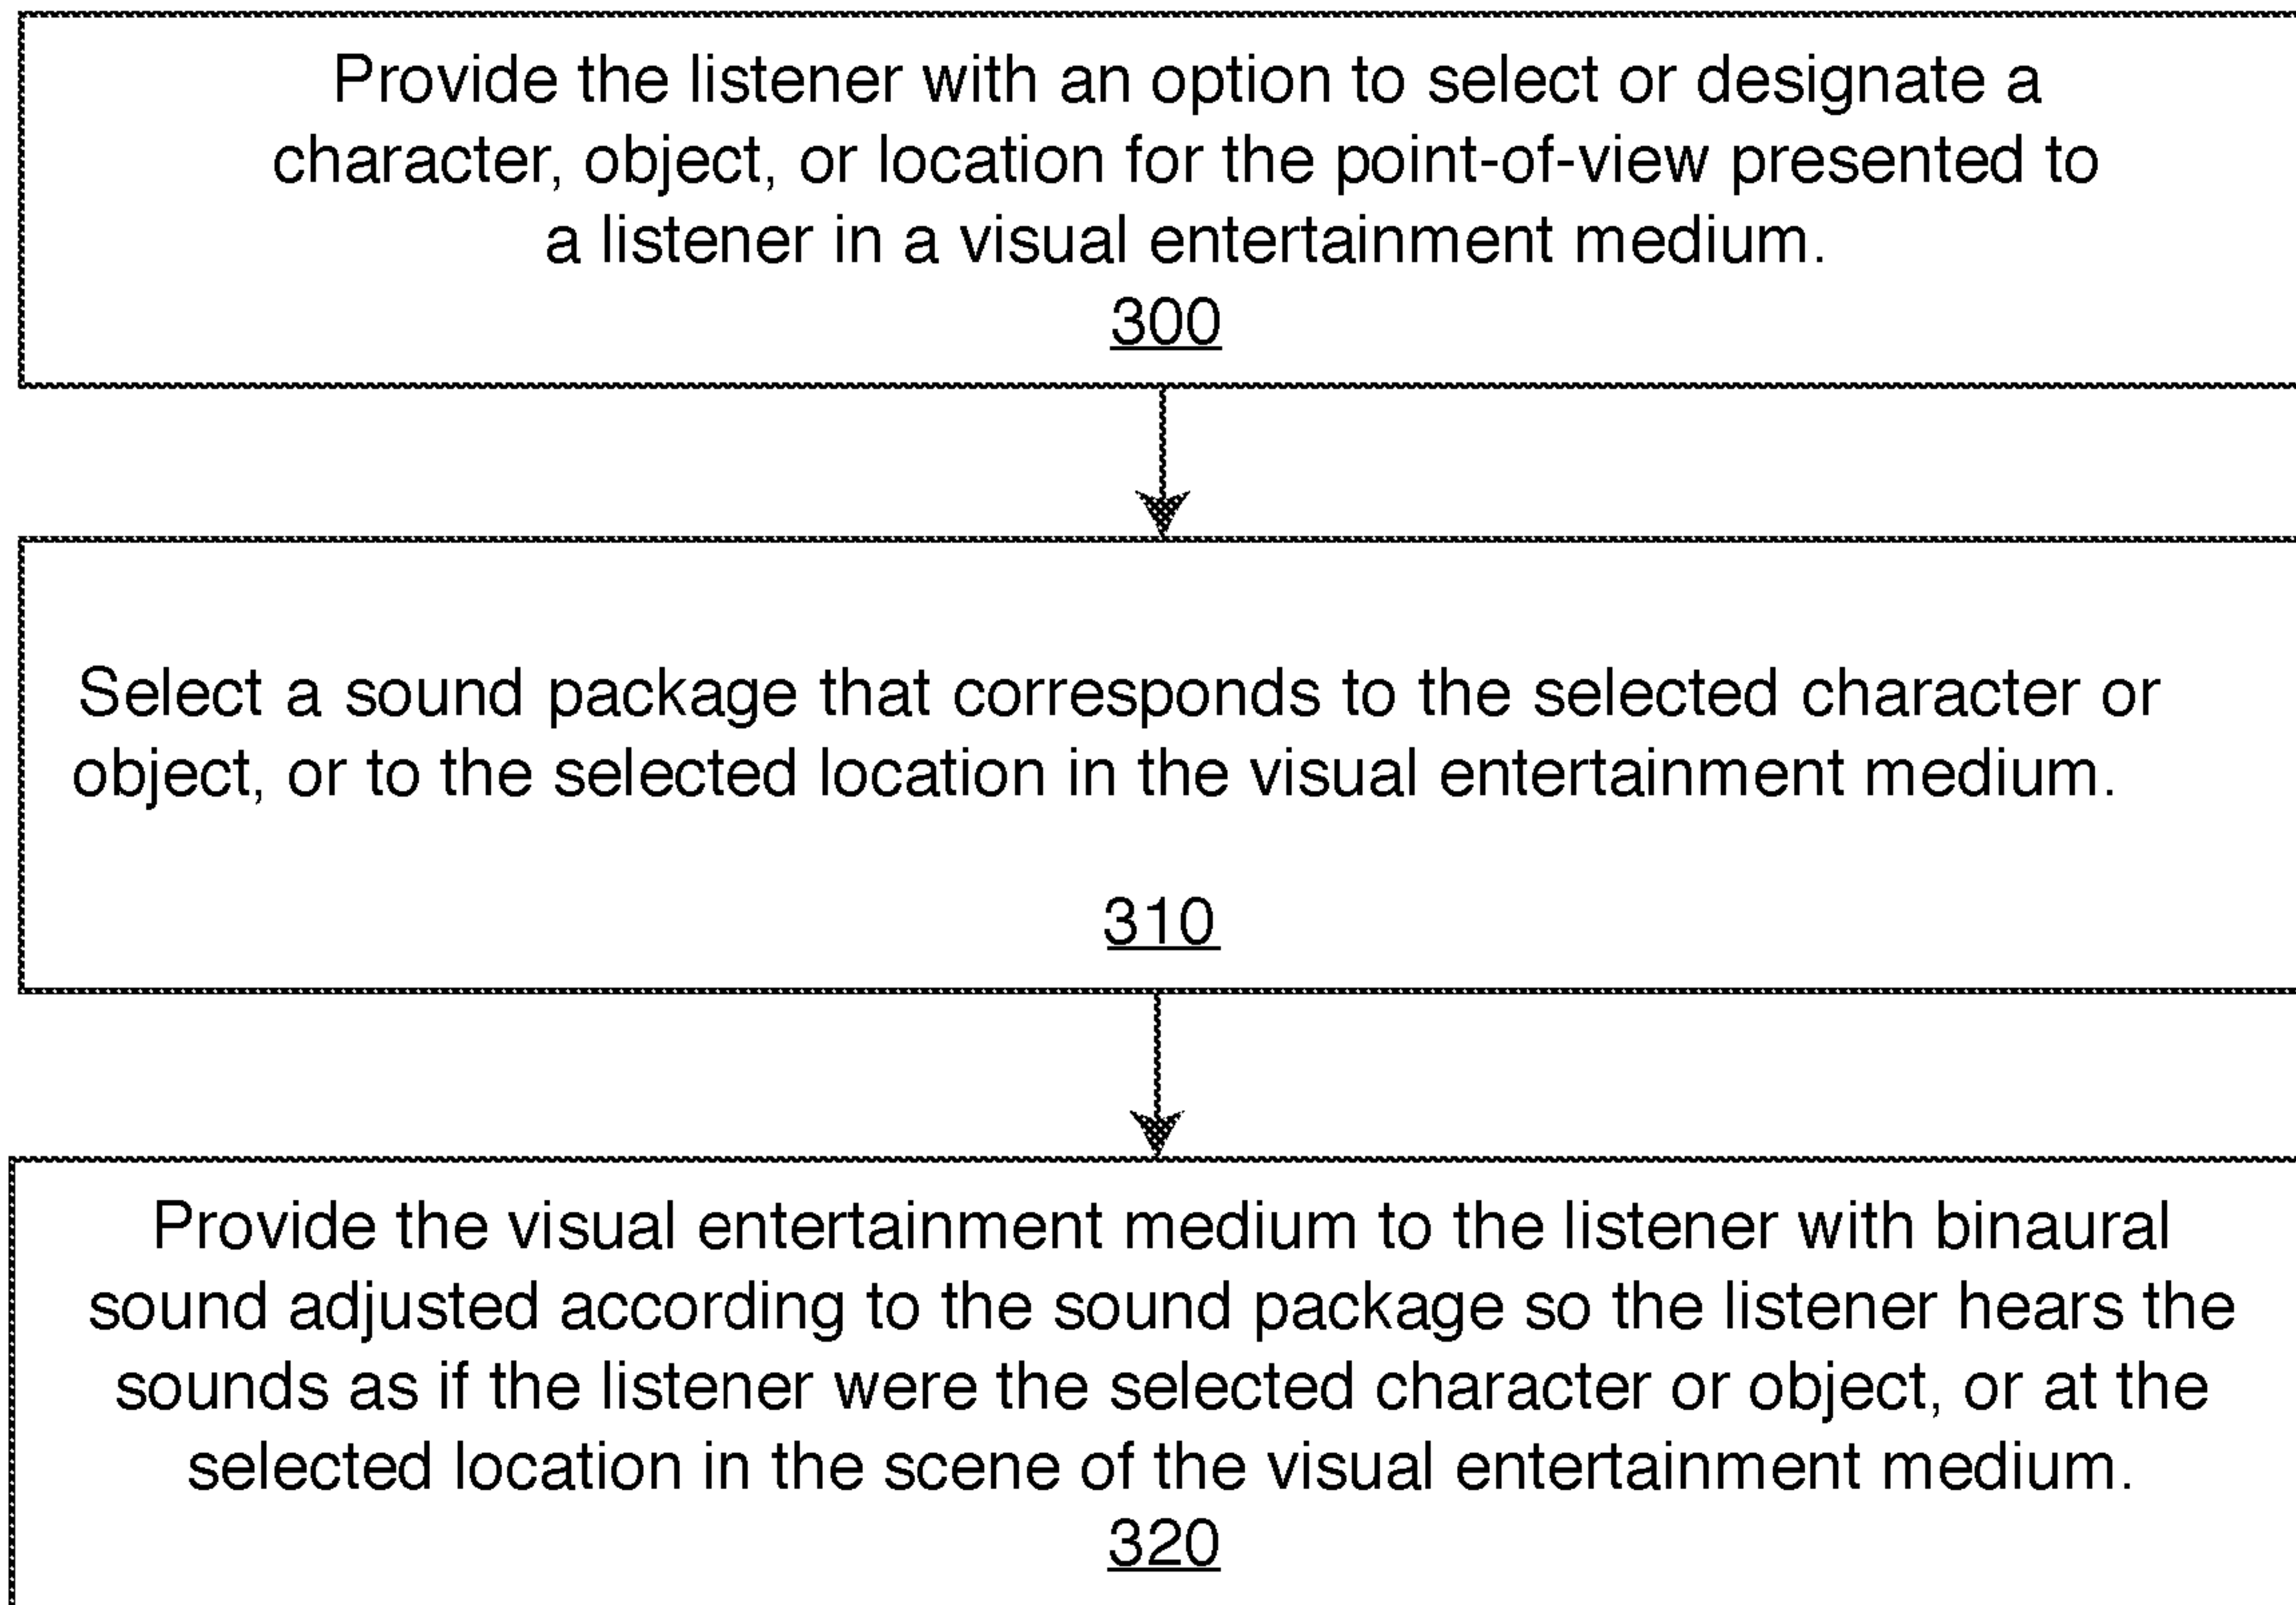 Provide the listener with an option to select or designate a
character, object, or location for the point-of-view presented to
a listener in a visual entertainment medium.
300
Select a sound package that corresponds to the selected character or
object, or to the selected location in the visual entertainment medium.
310
Provide the visual entertainment medium to the listener with binaural
sound adjusted according to the sound package so the listener hears the
sounds as if the listener were the selected character or object, or at the
selected location in the scene of the visual entertainment medium.
320